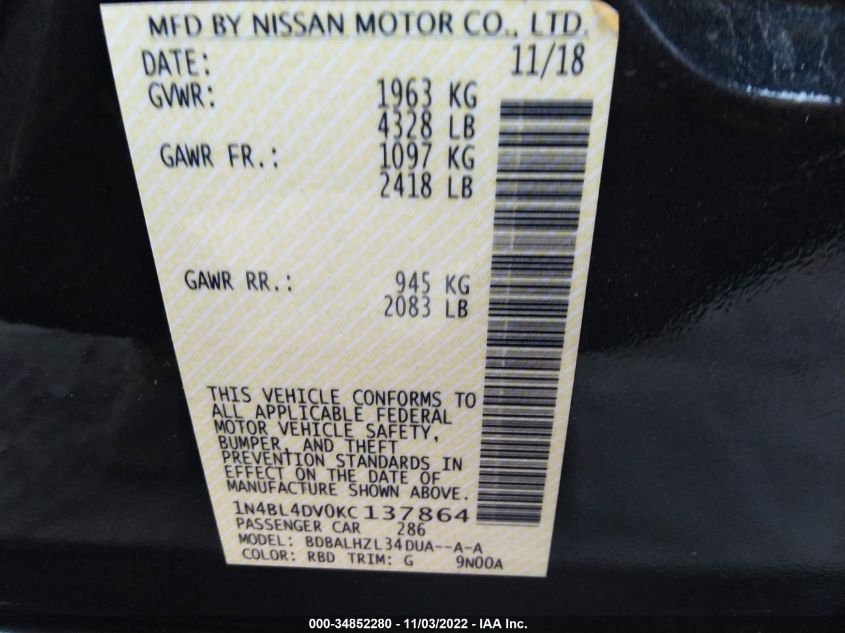 MFD BY NISSAN MOTOR CO., LTD.
DATE: 11/18
GVWR: 1963 KG
4328 LB
GAWR FR.: 1097 KG
2418 LB
GAWR RR.: 945 KG
2083 LB
THIS VEHICLE CONFORMS TO
ALL APPLICABLE FEDERAL
MOTOR VEHICLE SAFETY,
BUMPER, AND THEFT
PREVENTION STANDARDS IN
EFFECT ON THE DATE OF
MANUFACTURE SHOWN ABOVE.
1N4BL4DV0KC137864
PASSENGER CAR 286
MODEL: BDBALHZL34DUA--A-A
COLOR: RBD TRIM: G 9N00A
000-34852280 - 11/03/2022 - IAA Inc.